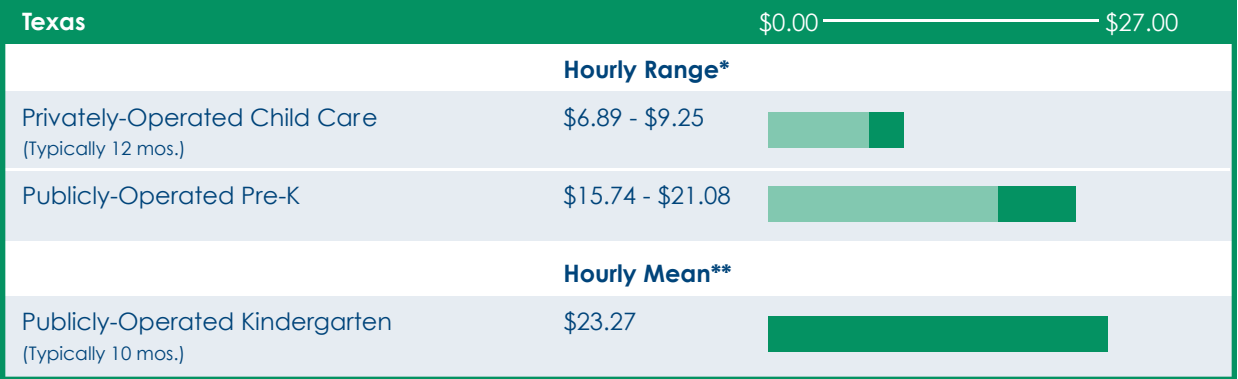 Texas $0.00 $27.00
Hourly Range*
Privately-Operated Child Care $6.89 - $9.25
(Typically 12 mos.)
Publicly-Operated Pre-K $15.74 - $21.08
Hourly Mean**
Publicly-Operated Kindergarten $23.27
(Typically 10 mos.)